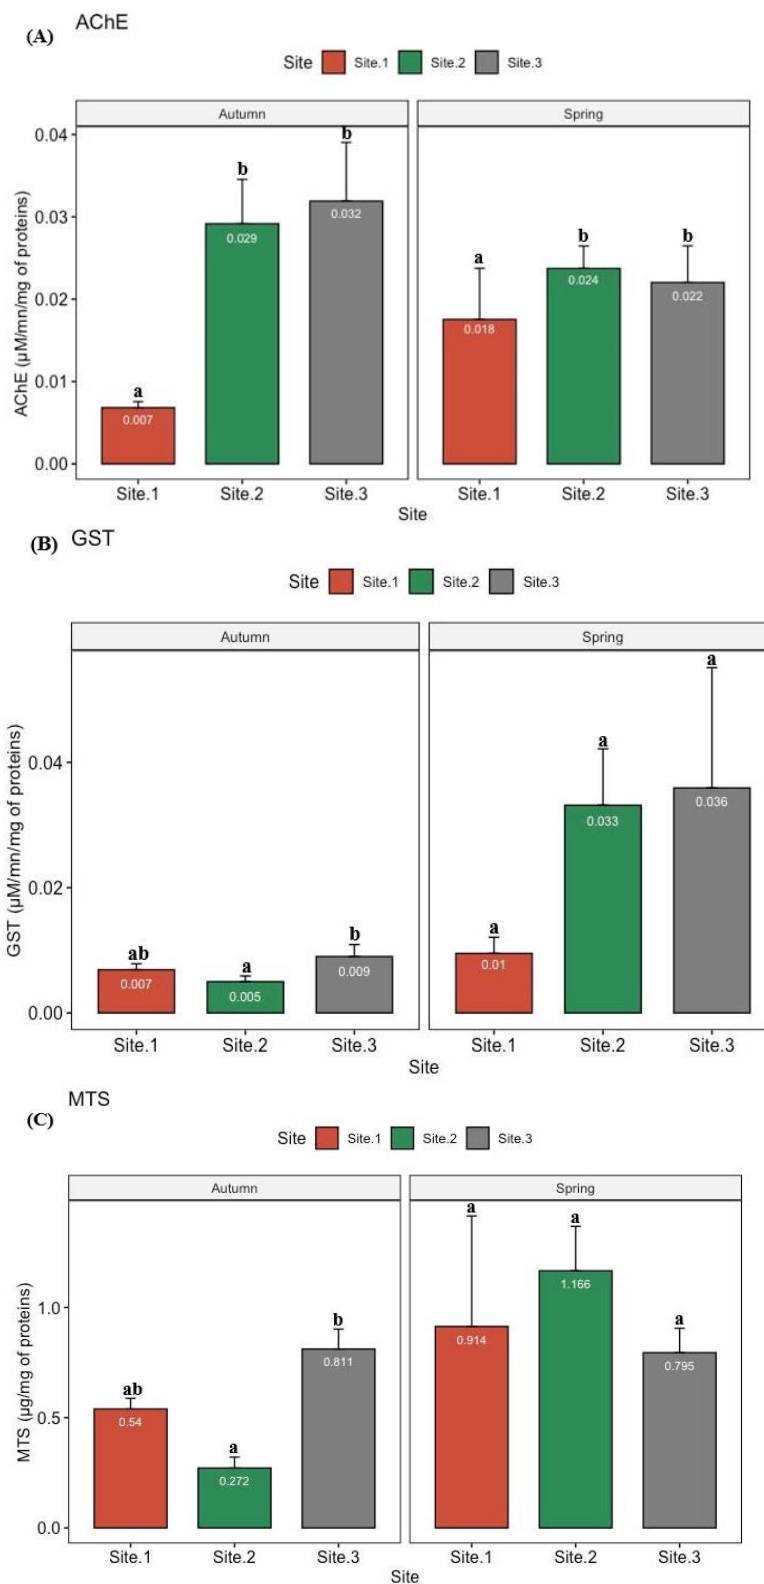 (A) AChE
Site Site.1 Site.2 Site.3
Autumn Spring
AChE (µM/mn/mg of proteins)
0.04
0.03
0.02
0.01
0.00
a b b a b b
0.007 0.029 0.032 0.018 0.024 0.022
Site.1 Site.2 Site.3 Site.1 Site.2 Site.3
Site
(B) GST
Site Site.1 Site.2 Site.3
Autumn Spring
GST (µM/mn/mg of proteins)
0.04
0.02
0.00
ab a b a a a
0.007 0.005 0.009 0.01 0.033 0.036
Site.1 Site.2 Site.3 Site.1 Site.2 Site.3
Site
(C) MTS
Site Site.1 Site.2 Site.3
Autumn Spring
MTS (µg/mg of proteins)
1.0
0.5
0.0
ab a b a a a
0.54 0.272 0.811 0.914 1.166 0.795
Site.1 Site.2 Site.3 Site.1 Site.2 Site.3
Site